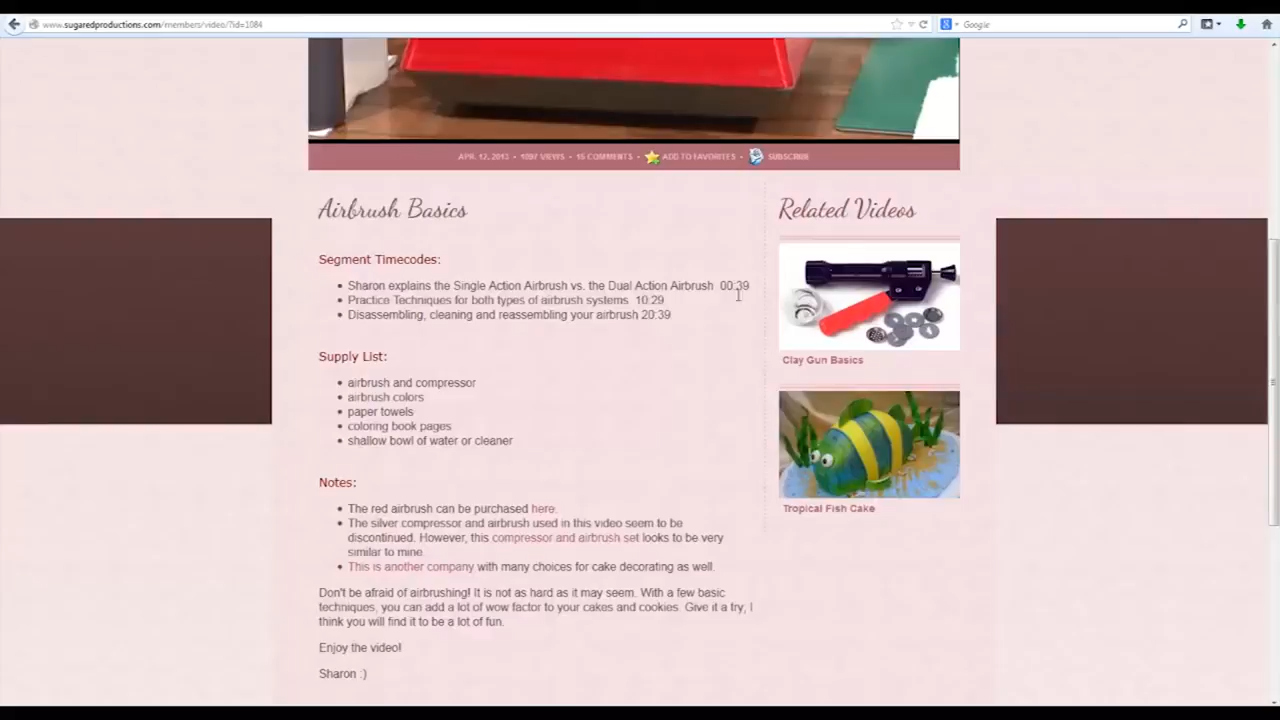 www.sugaredproductions.com/members/video/?id=1084
Google
APR. 12, 2013 • 1097 VIEWS • 15 COMMENTS • ADD TO FAVORITES • SUBSCRIBE
Airbrush Basics
Segment Timecodes:
• Sharon explains the Single Action Airbrush vs. the Dual Action Airbrush 00:39
• Practice Techniques for both types of airbrush systems 10.29
• Disassembling, cleaning and reassembling your airbrush 20:39
Supply List:
• airbrush and compressor
• airbrush colors
• paper towels
• coloring book pages
• shallow bowl of water or cleaner
Notes:
• The red airbrush can be purchased here.
• The silver compressor and airbrush used in this video seem to be
discontinued. However, this compressor and airbrush set looks to be very
similar to mine.
• This is another company with many choices for cake decorating as well.
Don't be afraid of airbrushing! It is not as hard as it may seem. With a few basic
techniques, you can add a lot of wow factor to your cakes and cookies. Give it a try, I
think you will find it to be a lot of fun.
Enjoy the video!
Sharon :)
Related Videos
Clay Gun Basics
Tropical Fish Cake